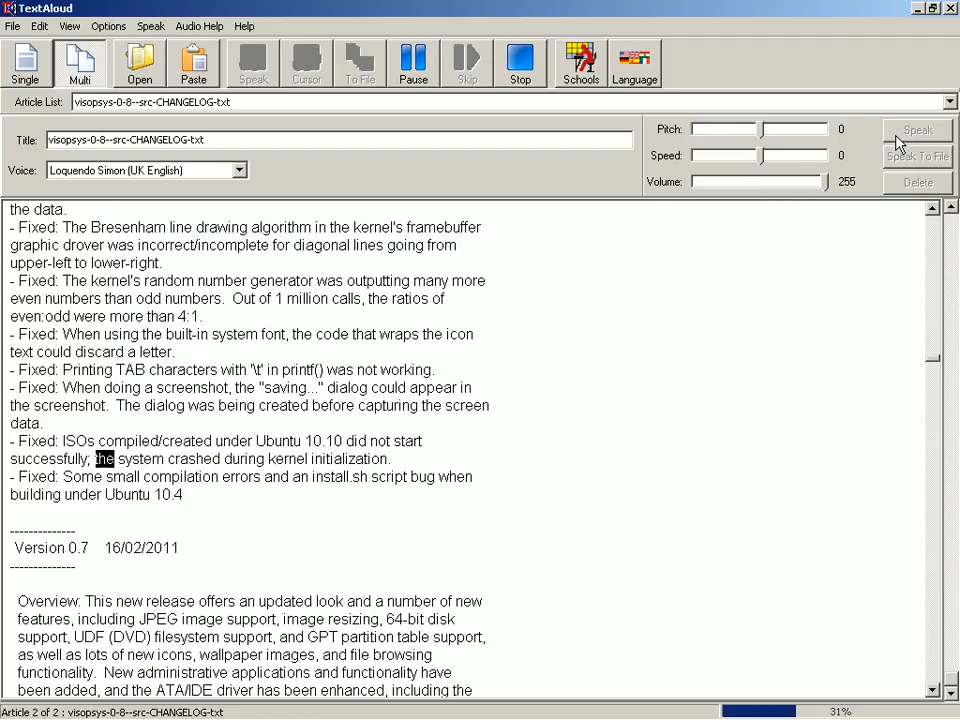 TextAloud
File Edit View Options Speak Audio Help Help
Single Multi Open Paste Speak Cursor To File Pause Skip Stop Schools Language
Article List: visopsys-0-8--src-CHANGELOG-txt
Title: visopsys-0-8--src-CHANGELOG-txt
Pitch: 0 Speak
Voice: Loquendo Simon (UK English)
Speed: 0 Speak To File
Volume: 255 Delete
the data.
- Fixed: The Bresenham line drawing algorithm in the kernel's framebuffer
graphic drover was incorrect/incomplete for diagonal lines going from
upper-left to lower-right.
- Fixed: The kernel's random number generator was outputting many more
even numbers than odd numbers.  Out of 1 million calls, the ratios of
even:odd were more than 4:1.
- Fixed: When using the built-in system font, the code that wraps the icon
text could discard a letter.
- Fixed: Printing TAB characters with '\t' in printf() was not working.
- Fixed: When doing a screenshot, the "saving..." dialog could appear in
the screenshot.  The dialog was being created before capturing the screen
data.
- Fixed: ISOs compiled/created under Ubuntu 10.10 did not start
successfully; the system crashed during kernel initialization.
- Fixed: Some small compilation errors and an install.sh script bug when
building under Ubuntu 10.4
--------------
Version 0.7    16/02/2011
--------------
Overview: This new release offers an updated look and a number of new
features, including JPEG image support, image resizing, 64-bit disk
support, UDF (DVD) filesystem support, and GPT partition table support,
as well as lots of new icons, wallpaper images, and file browsing
functionality.  New administrative applications and functionality have
been added, and the ATA/IDE driver has been enhanced, including the
Article 2 of 2 : visopsys-0-8--src-CHANGELOG-txt 31%